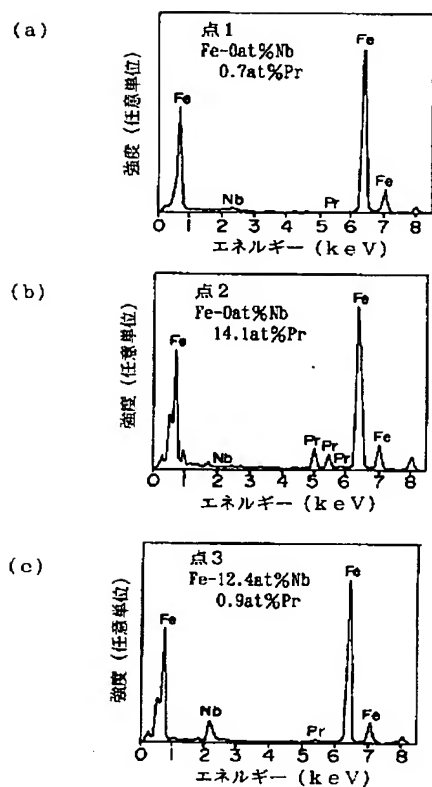 (a)
点1
Fe-0at%Nb
0.7at%Pr
Fe
Fe
Fe
Nb
Pr
強度 (任意単位)
0 1 2 3 4 5 6 7 8
エネルギー (keV)
(b)
点2
Fe-0at%Nb
14.1at%Pr
Fe
Fe
Fe
Nb
Pr
Pr
Pr
強度 (任意単位)
0 1 2 3 4 5 6 7 8
エネルギー (keV)
(c)
点3
Fe-12.4at%Nb
0.9at%Pr
Fe
Fe
Fe
Nb
Pr
強度 (任意単位)
0 1 2 3 4 5 6 7 8
エネルギー (keV)